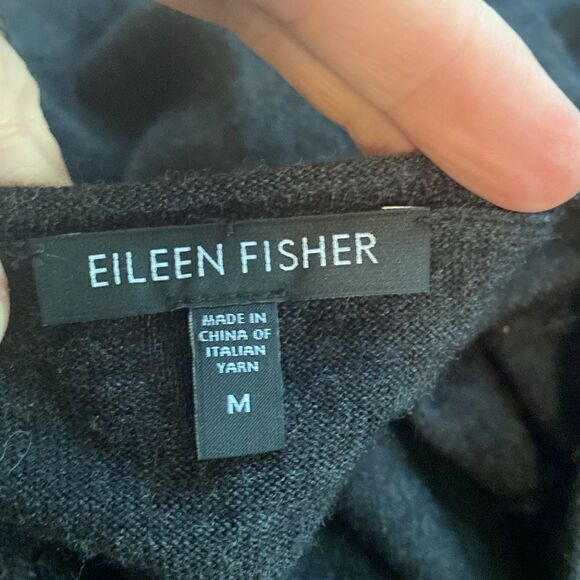 EILEEN FISHER
MADE IN
CHINA OF
ITALIAN
YARN
M